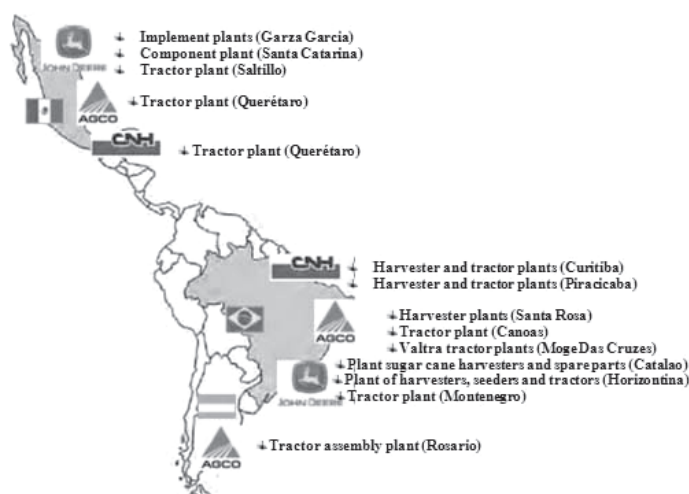 Implement plants (Garza Garcia)
Component plant (Santa Catarina)
JOHN DEERE
Tractor plant (Saltillo)
Tractor plant (Querétaro)
AGCO
CNH
Tractor plant (Querétaro)
CNH
Harvester and tractor plants (Curitiba)
Harvester and tractor plants (Piracicaba)
Harvester plants (Santa Rosa)
Tractor plant (Canoas)
AGCO
Valtra tractor plants (Moge Das Cruzes)
Plant sugar cane harvesters and spare parts (Catalao)
Plant of harvesters, seeders and tractors (Horizontina)
JOHN DEERE
Tractor plant (Montenegro)
Tractor assembly plant (Rosario)
AGCO